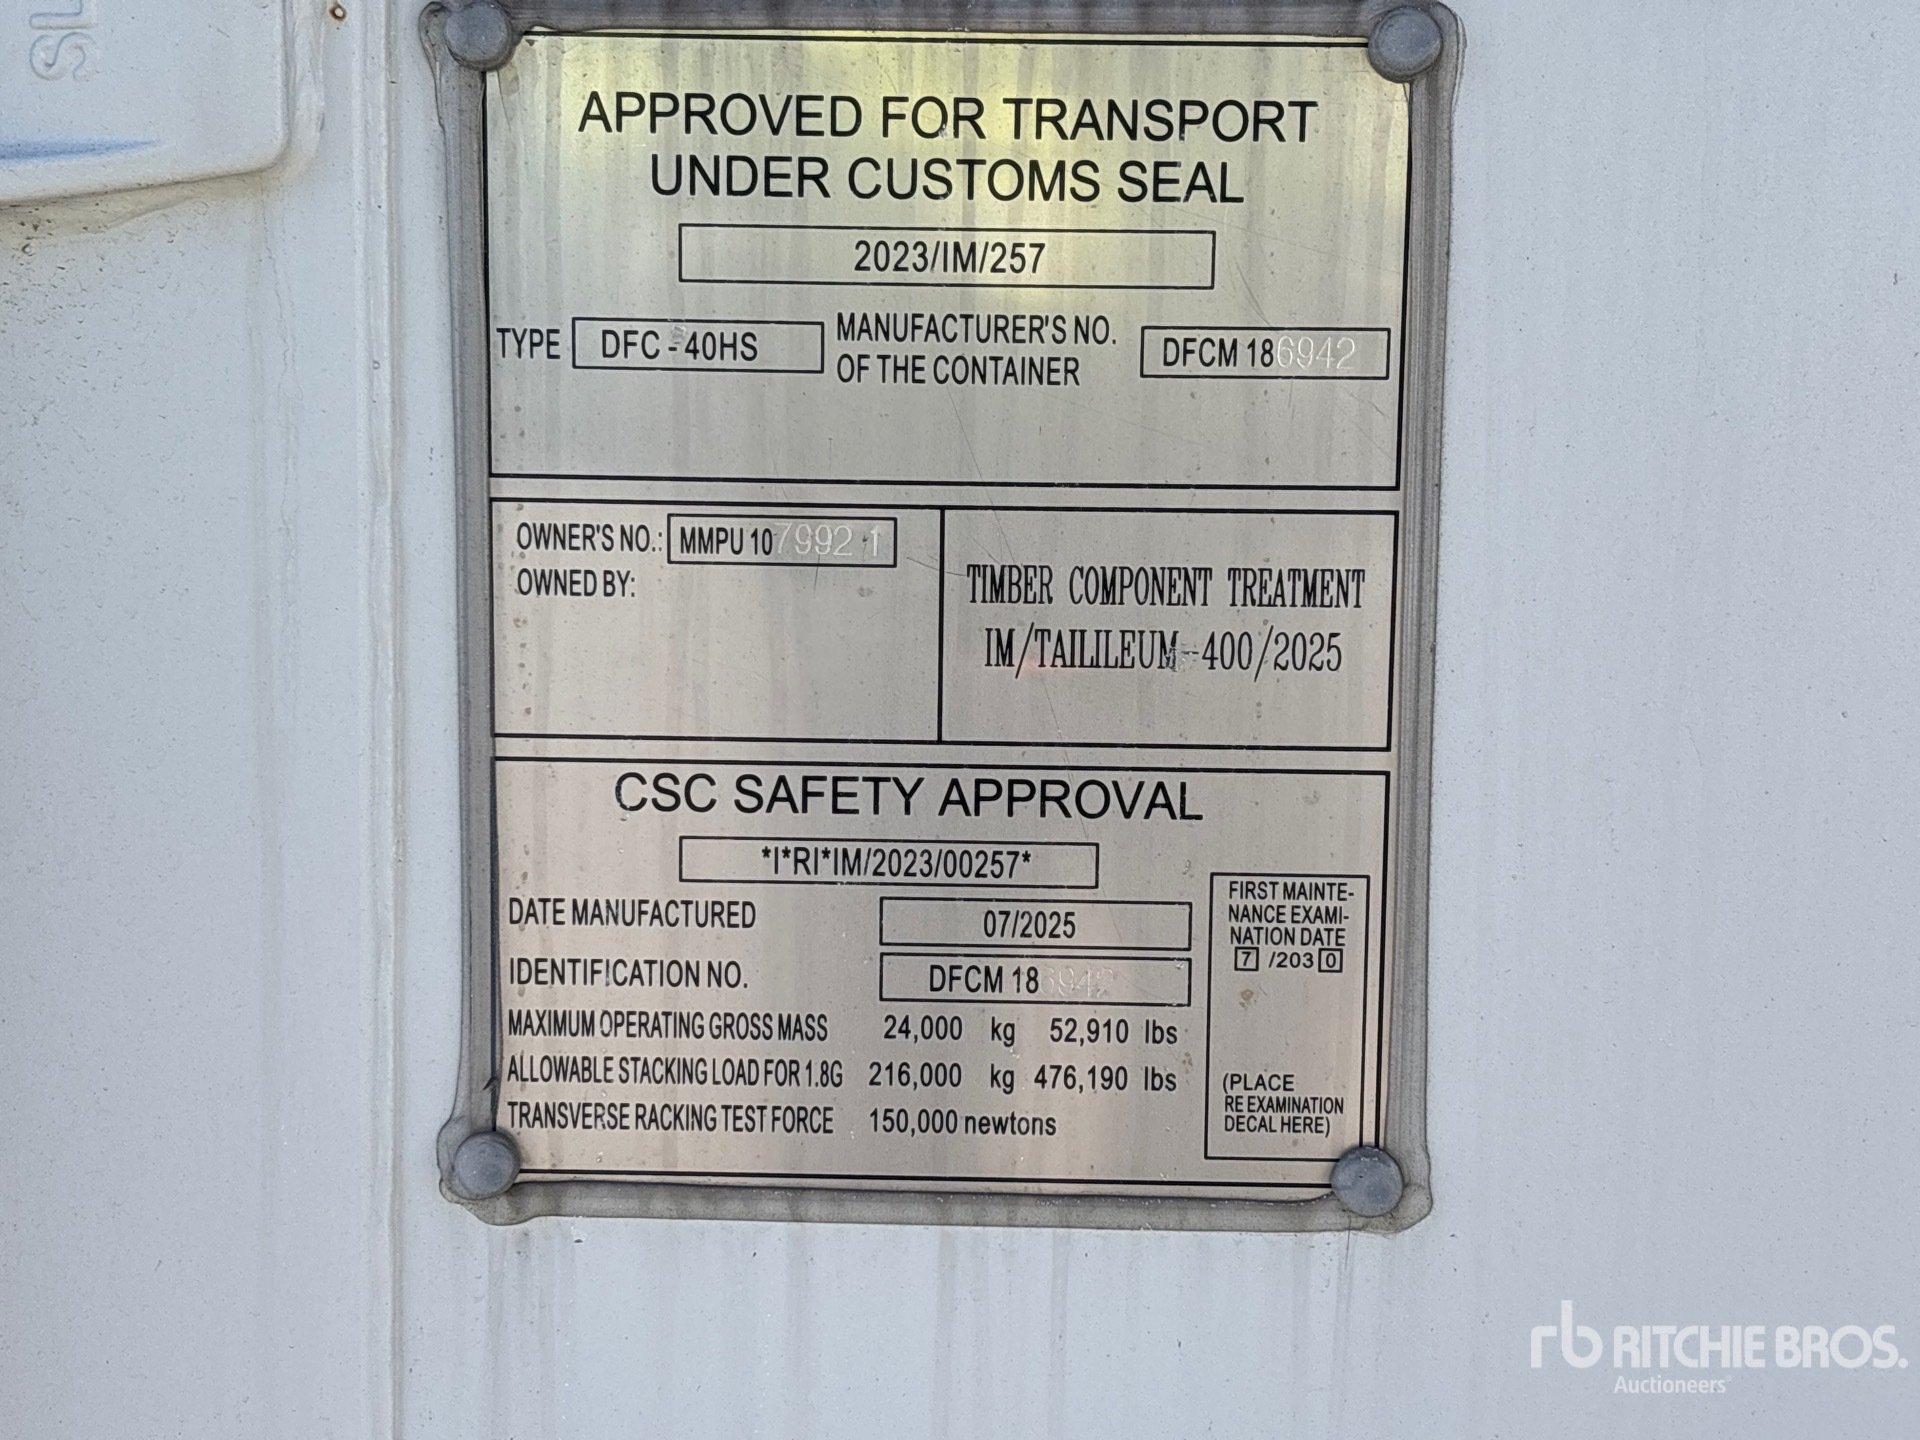 APPROVED FOR TRANSPORT
UNDER CUSTOMS SEAL
2023/IM/257
TYPE DFC - 40HS MANUFACTURER'S NO.
OF THE CONTAINER DFCM 186942
OWNER'S NO.: MMPU 107992 1
OWNED BY:
TIMBER COMPONENT TREATMENT
IM/TAILILEUM-400/2025
CSC SAFETY APPROVAL
*I*RI*IM/2023/00257*
DATE MANUFACTURED 07/2025
IDENTIFICATION NO. DFCM 186942
MAXIMUM OPERATING GROSS MASS 24,000 kg 52,910 lbs
ALLOWABLE STACKING LOAD FOR 1.8G 216,000 kg 476,190 lbs
TRANSVERSE RACKING TEST FORCE 150,000 newtons
FIRST MAINTE-
NANCE EXAMI-
NATION DATE
7 /203 0
(PLACE
RE EXAMINATION
DECAL HERE)
rb RITCHIE BROS.
Auctioneers